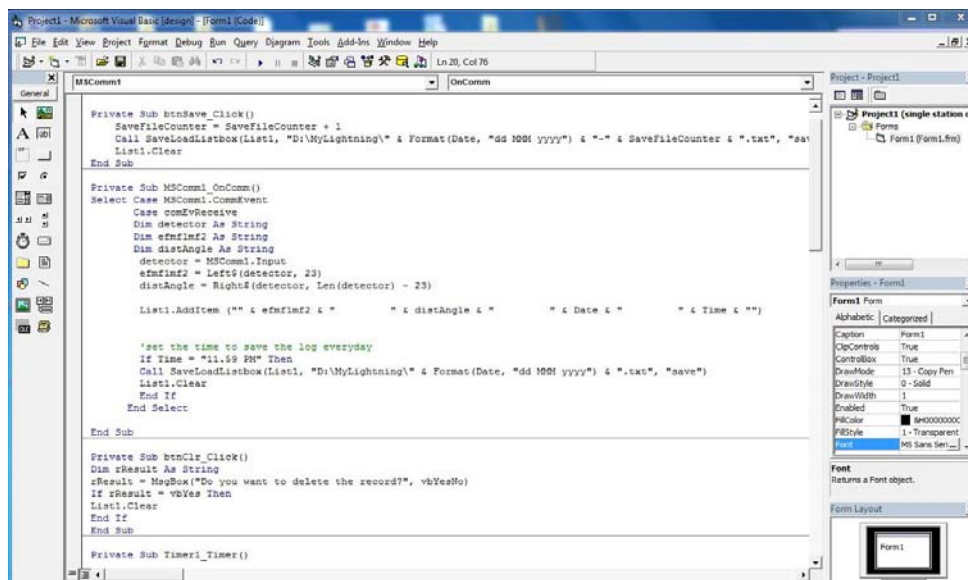 Project1 - Microsoft Visual Basic [design] - [Form1 (Code)]
File Edit View Project Format Debug Run Query Diagram Tools Add-Ins Window Help
Ln 20, Col 76
General
MSComm1
OnComm
Private Sub btnSave_Click()
SaveFileCounter = SaveFileCounter + 1
Call SaveLoadListbox(List1, "D:\MyLightning\" & Format(Date, "dd MMM yyyy") & "-" & SaveFileCounter & ".txt", "sav
List1.Clear
End Sub
Private Sub MSComm1_OnComm()
Select Case MSComm1.CommEvent
Case comEvReceive
Dim detector As String
Dim efmf1mf2 As String
Dim distAngle As String
detector = MSComm1.Input
efmf1mf2 = Left$(detector, 23)
distAngle = Right$(detector, Len(detector) - 23)
List1.AddItem ("" & efmf1mf2 & "          " & distAngle & "          " & Date & "          " & Time & "")
'set the time to save the log everyday
If Time = "11.59 PM" Then
Call SaveLoadListbox(List1, "D:\MyLightning\" & Format(Date, "dd MMM yyyy") & ".txt", "save")
List1.Clear
End If
End Select
End Sub
Private Sub btnClr_Click()
Dim rResult As String
rResult = MsgBox("Do you want to delete the record?", vbYesNo)
If rResult = vbYes Then
List1.Clear
End If
End Sub
Private Sub Timer1_Timer()
Project - Project1
Project1 (single station
Forms
Form1 (Form1.frm)
Properties - Form1
Form1 Form
Alphabetic Categorized
Caption Form1
ClipControls True
ControlBox True
DrawMode 13 - Copy Pen
DrawStyle 0 - Solid
DrawWidth 1
Enabled True
FillColor &H0000000C
FillStyle 1 - Transparent
Font MS Sans Seri
Font
Returns a Font object.
Form Layout
Form1